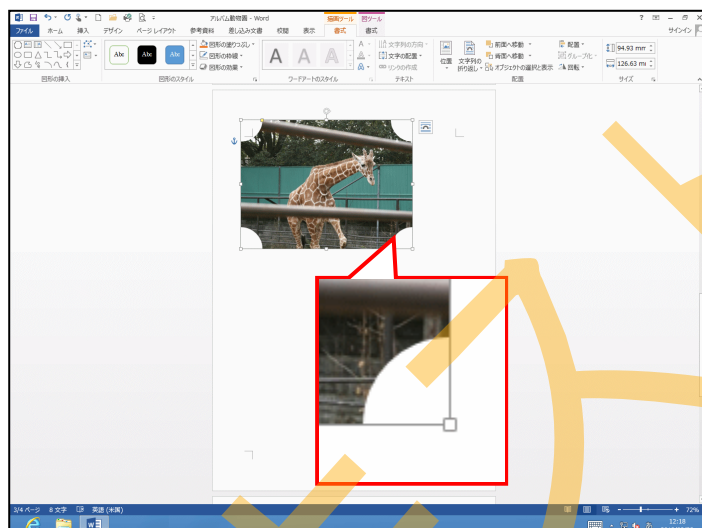 アルバム動物園 - Word
描画ツール 図ツール
サインイン
ファイル ホーム 挿入 デザイン ページ レイアウト 参考資料 差し込み文書 校閲 表示 書式 書式
Abc Abc Abc
図形の塗りつぶし
図形の枠線
図形の効果
A A A
文字列の方向
文字の配置
リンクの作成
位置 文字列の折り返し
前面へ移動
背面へ移動
オブジェクトの選択と表示
配置
グループ化
回転
94.93 mm
126.63 mm
図形の挿入 図形のスタイル ワードアートのスタイル テキスト 配置 サイズ
3/4 ページ 8 文字 英語 (米国)
72%
12:18